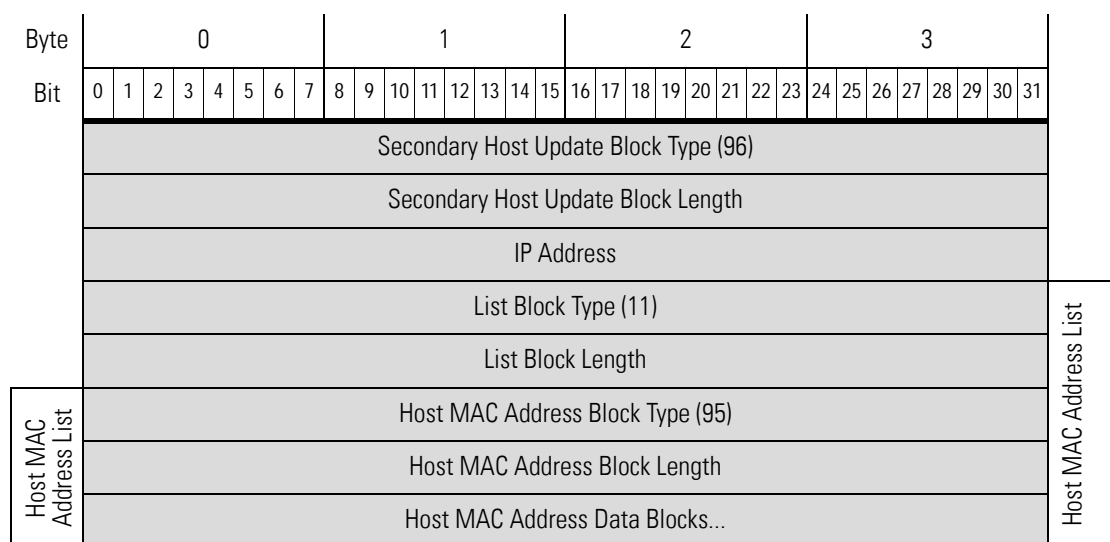 Byte 0 1 2 3
Bit 0 1 2 3 4 5 6 7 8 9 10 11 12 13 14 15 16 17 18 19 20 21 22 23 24 25 26 27 28 29 30 31
Secondary Host Update Block Type (96)
Secondary Host Update Block Length
IP Address
List Block Type (11)
List Block Length
Host MAC Address Block Type (95)
Host MAC Address Block Length
Host MAC Address Data Blocks...
Host MAC
Address List
Host MAC Address List